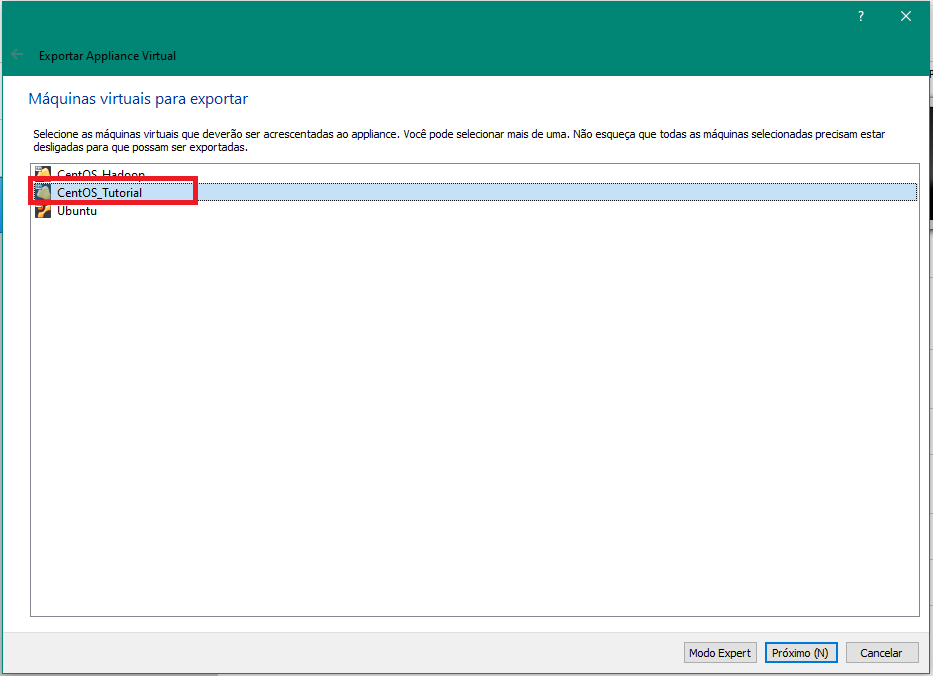 ?
Exportar Appliance Virtual
Máquinas virtuais para exportar
Selecione as máquinas virtuais que deverão ser acrescentadas ao appliance. Você pode selecionar mais de uma. Não esqueça que todas as máquinas selecionadas precisam estar
desligadas para que possam ser exportadas.
CentOS_Hadoop
CentOS_Tutorial
Ubuntu
Modo Expert Próximo (N) Cancelar